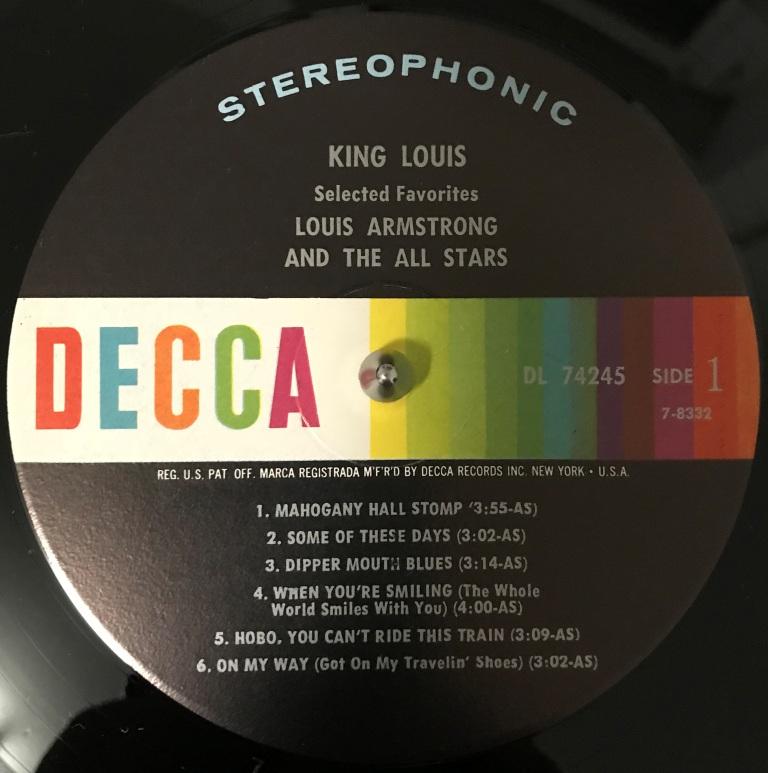 STEREOPHONIC
KING LOUIS
Selected Favorites
LOUIS ARMSTRONG
AND THE ALL STARS
DECCA
DL 74245 SIDE 1
7-8332
REG. U.S. PAT OFF. MARCA REGISTRADA M'F'R'D BY DECCA RECORDS INC. NEW YORK • U.S.A.
1. MAHOGANY HALL STOMP (3:55-AS)
2. SOME OF THESE DAYS (3:02-AS)
3. DIPPER MOUTH BLUES (3:14-AS)
4. WHEN YOU'RE SMILING (The Whole
World Smiles With You) (4:00-AS)
5. HOBO, YOU CAN'T RIDE THIS TRAIN (3:09-AS)
6. ON MY WAY (Got On My Travelin' Shoes) (3:02-AS)